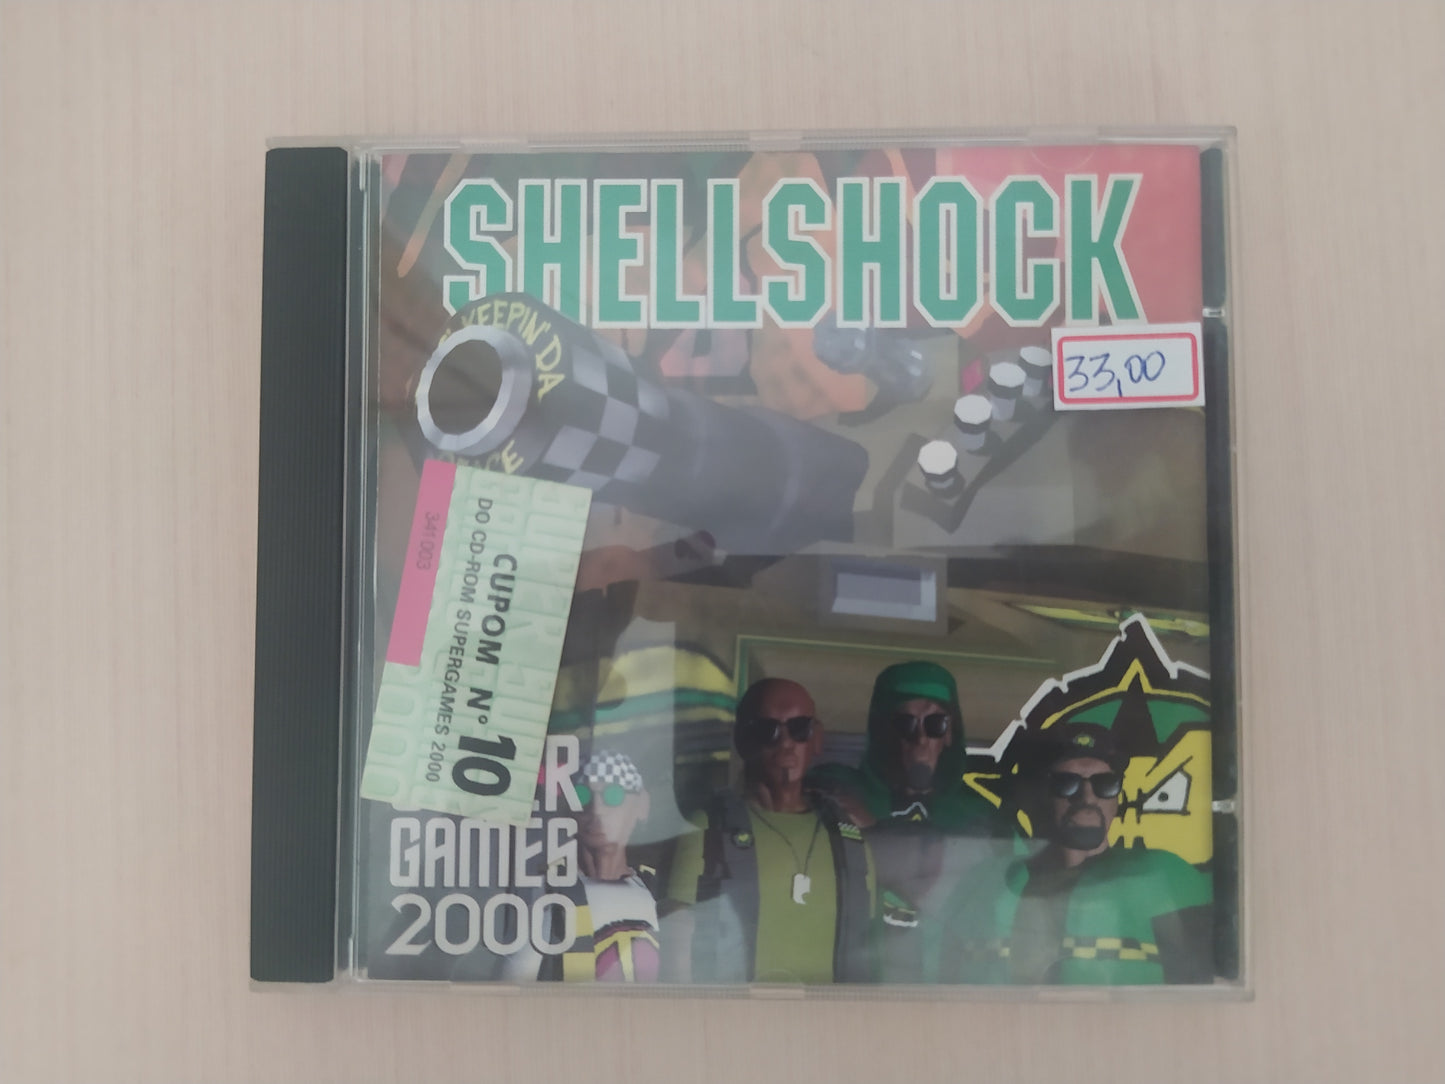 SHELLSHOCK
KEEPIN' DA
33,00
CUPOM Nº 10
DO CD-ROM SUPERGAMES 2000
341003
GAMES
2000